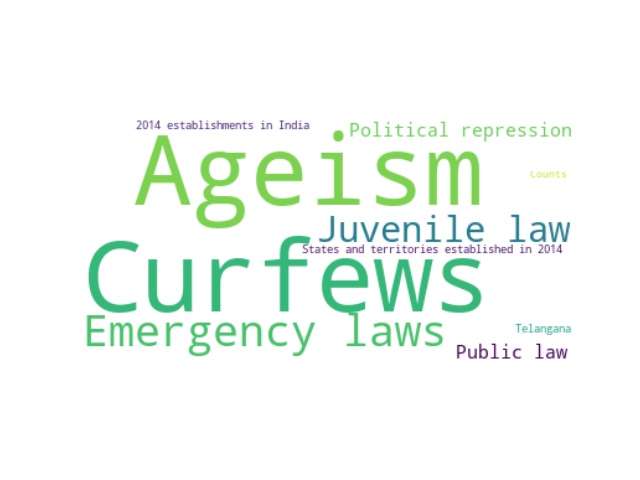 2014 establishments in India
Political repression
Ageism
Counts
Juvenile law
States and territories established in 2014
Curfews
Emergency laws
Telangana
Public law